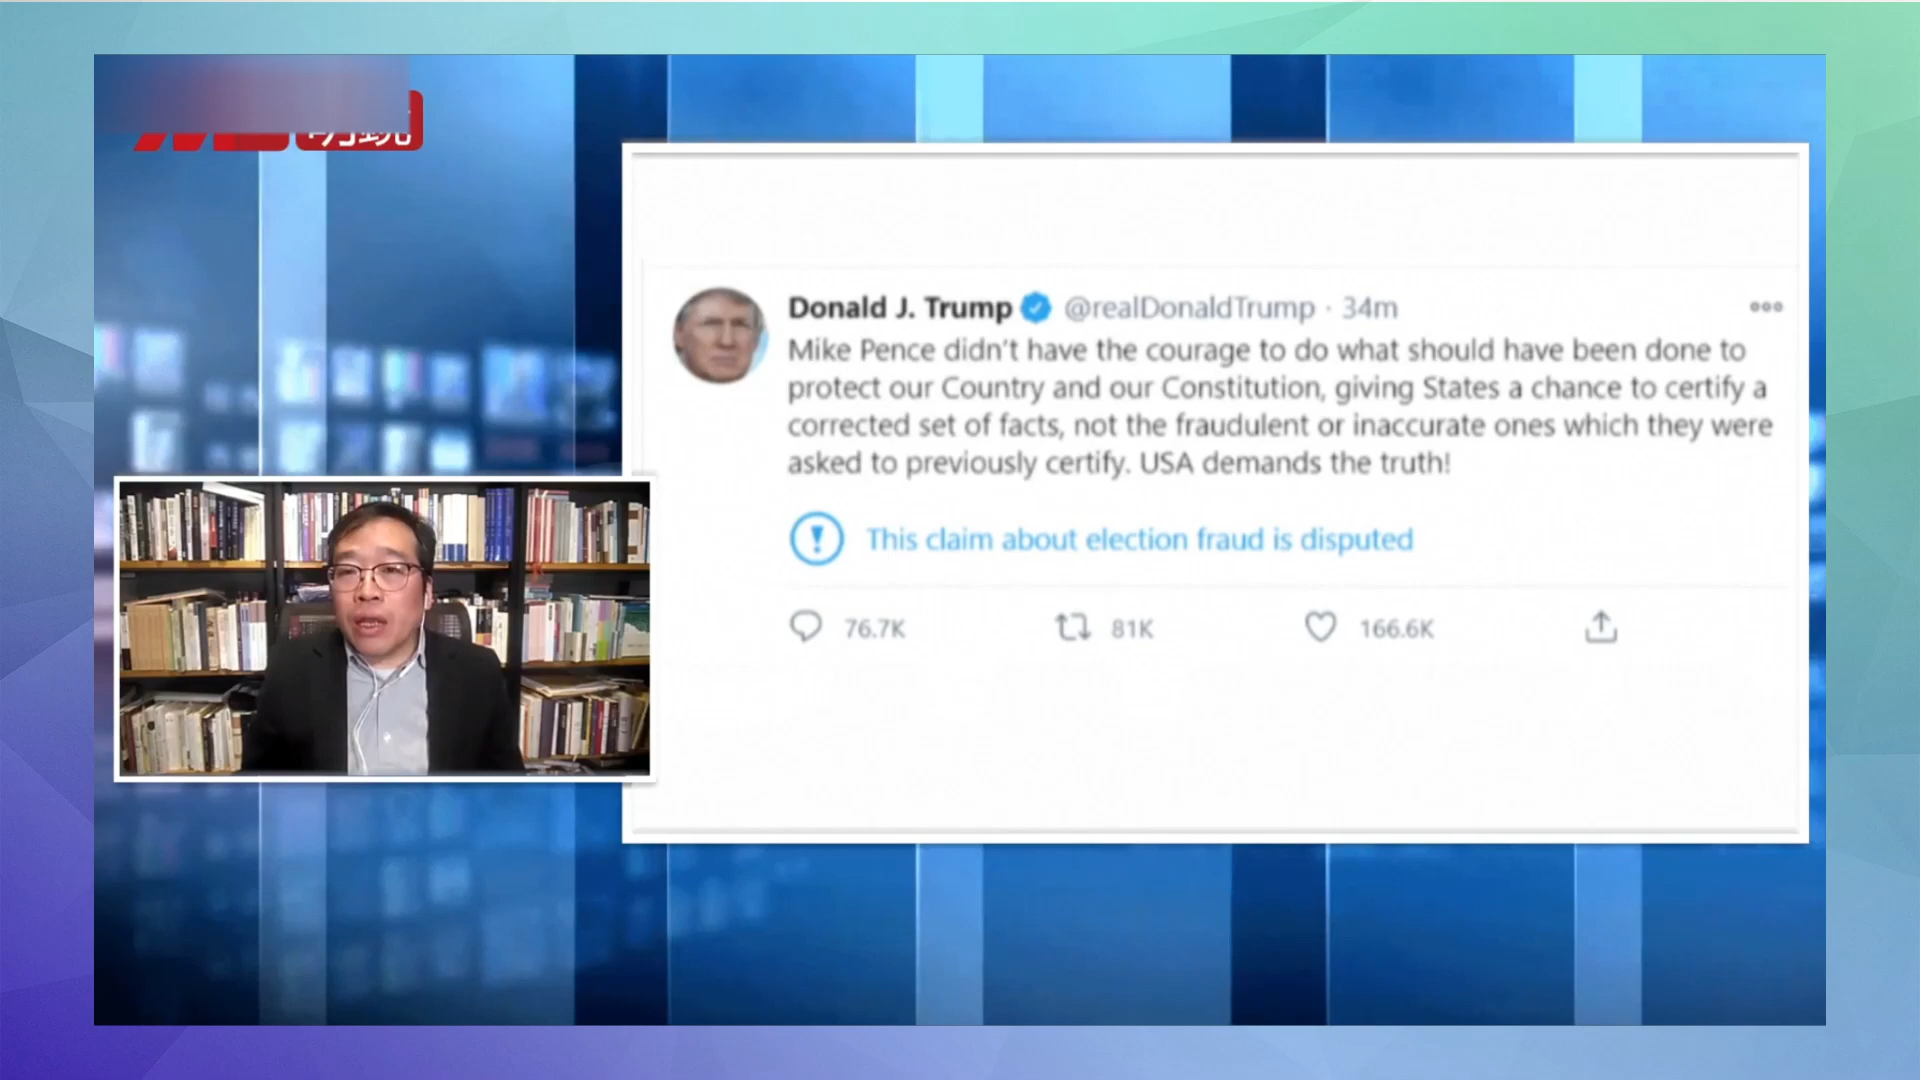 Donald J. Trump @realDonaldTrump · 34m
Mike Pence didn't have the courage to do what should have been done to
protect our Country and our Constitution, giving States a chance to certify a
corrected set of facts, not the fraudulent or inaccurate ones which they were
asked to previously certify. USA demands the truth!
This claim about election fraud is disputed
76.7K 81K 166.6K